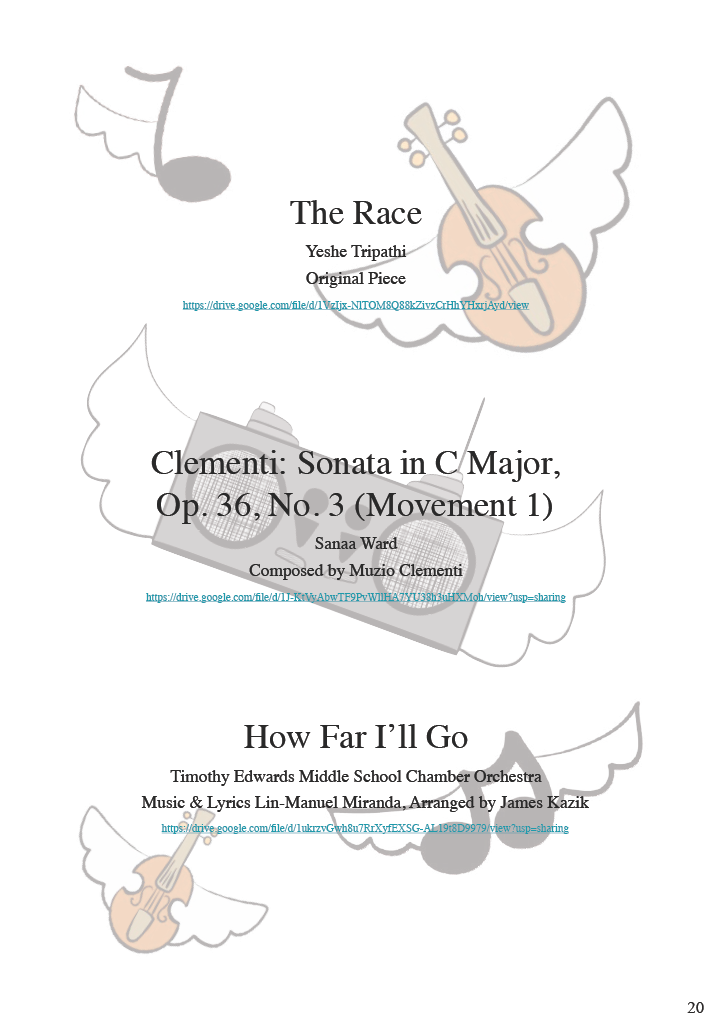 The Race
Yeshe Tripathi
Original Piece
https://drive.google.com/file/d/1VzIjx-NlTOM8Q88kZivzCrHhYHxrjAyd/view
Clementi: Sonata in C Major,
Op. 36, No. 3 (Movement 1)
Sanaa Ward
Composed by Muzio Clementi
https://drive.google.com/file/d/1J-KtVyAbwTF9PvWllHA7YU38h3uHXMoh/view?usp=sharing
How Far I’ll Go
Timothy Edwards Middle School Chamber Orchestra
Music & Lyrics Lin-Manuel Miranda, Arranged by James Kazik
https://drive.google.com/file/d/1ukrzvGwh8u7RrXyfEXSG-AL19t8D9979/view?usp=sharing
20